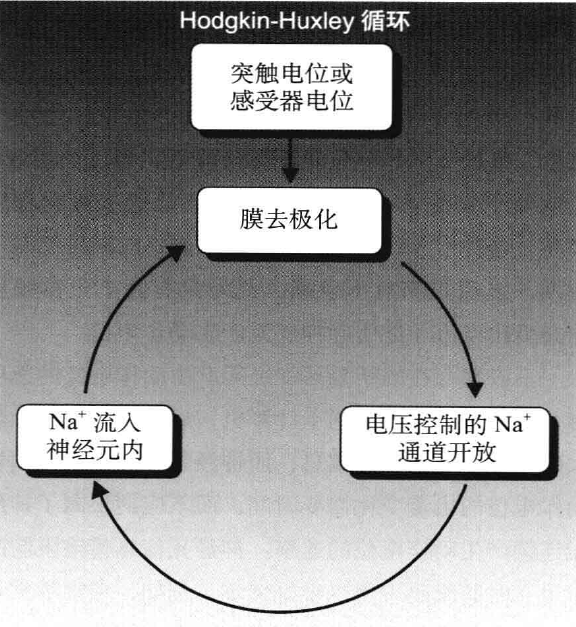 Hodgkin-Huxley 循环
突触电位或
感受器电位
膜去极化
Na⁺ 流入
神经元内
电压控制的 Na⁺
通道开放